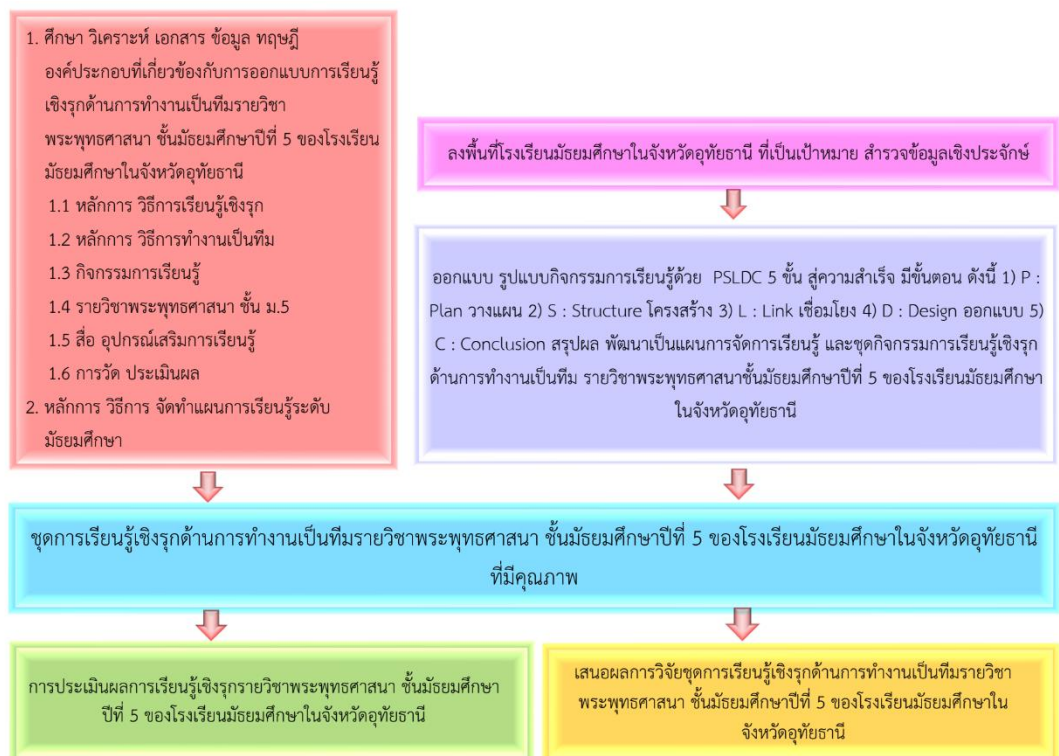 1. ศึกษา วิเคราะห์ เอกสาร ข้อมูล ทฤษฎี
องค์ประกอบที่เกี่ยวข้องกับการออกแบบการเรียนรู้
เชิงรุกด้านการทำงานเป็นทีมรายวิชา
พระพุทธศาสนา ชั้นมัธยมศึกษาปีที่ 5 ของโรงเรียน
มัธยมศึกษาในจังหวัดอุทัยธานี
1.1 หลักการ วิธีการเรียนรู้เชิงรุก
1.2 หลักการ วิธีการทำงานเป็นทีม
1.3 กิจกรรมการเรียนรู้
1.4 รายวิชาพระพุทธศาสนา ชั้น ม.5
1.5 สื่อ อุปกรณ์เสริมการเรียนรู้
1.6 การวัด ประเมินผล
2. หลักการ วิธีการ จัดทำแผนการเรียนรู้ระดับ
มัธยมศึกษา
ลงพื้นที่โรงเรียนมัธยมศึกษาในจังหวัดอุทัยธานี ที่เป็นเป้าหมาย สำรวจข้อมูลเชิงประจักษ์
ออกแบบ รูปแบบกิจกรรมการเรียนรู้ด้วย PSLDC 5 ขั้น สู่ความสำเร็จ มีขั้นตอน ดังนี้ 1) P :
Plan วางแผน 2) S : Structure โครงสร้าง 3) L : Link เชื่อมโยง 4) D : Design ออกแบบ 5)
C : Conclusion สรุปผล พัฒนาเป็นแผนการจัดการเรียนรู้ และชุดกิจกรรมการเรียนรู้เชิงรุก
ด้านการทำงานเป็นทีม รายวิชาพระพุทธศาสนาชั้นมัธยมศึกษาปีที่ 5 ของโรงเรียนมัธยมศึกษา
ในจังหวัดอุทัยธานี
ชุดการเรียนรู้เชิงรุกด้านการทำงานเป็นทีมรายวิชาพระพุทธศาสนา ชั้นมัธยมศึกษาปีที่ 5 ของโรงเรียนมัธยมศึกษาในจังหวัดอุทัยธานี
ที่มีคุณภาพ
การประเมินผลการเรียนรู้เชิงรุกรายวิชาพระพุทธศาสนา ชั้นมัธยมศึกษา
ปีที่ 5 ของโรงเรียนมัธยมศึกษาในจังหวัดอุทัยธานี
เสนอผลการวิจัยชุดการเรียนรู้เชิงรุกด้านการทำงานเป็นทีมรายวิชา
พระพุทธศาสนา ชั้นมัธยมศึกษาปีที่ 5 ของโรงเรียนมัธยมศึกษาใน
จังหวัดอุทัยธานี